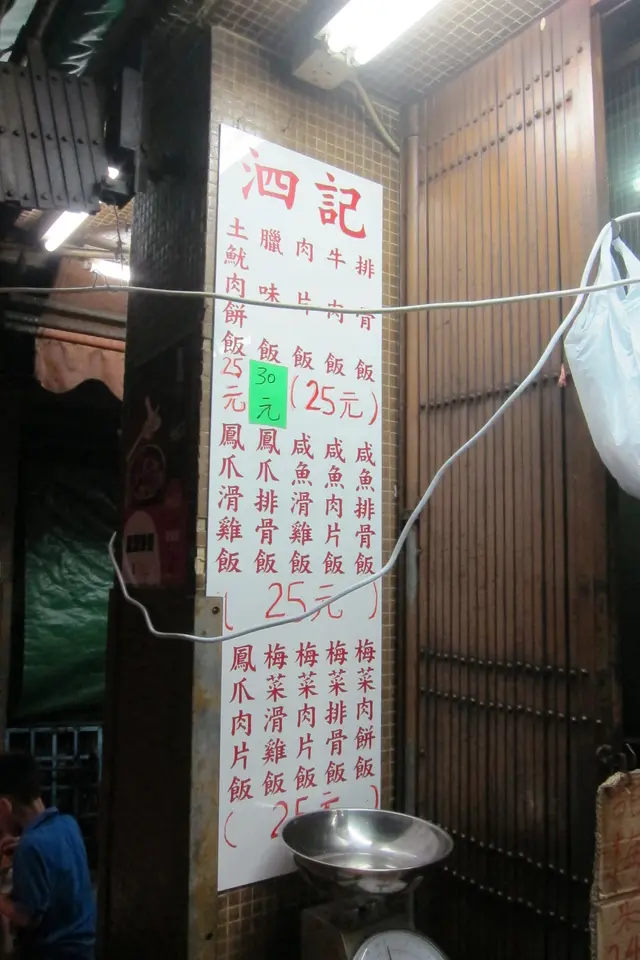 泗記
排骨飯
牛肉飯
肉片飯
(25元)
臘味飯
30元
土魷肉餅飯
25元
咸魚排骨飯
咸魚肉片飯
咸魚滑雞飯
鳳爪排骨飯
鳳爪滑雞飯
(25元)
梅菜肉餅飯
梅菜排骨飯
梅菜肉片飯
梅菜滑雞飯
鳳爪肉片飯
(25元)